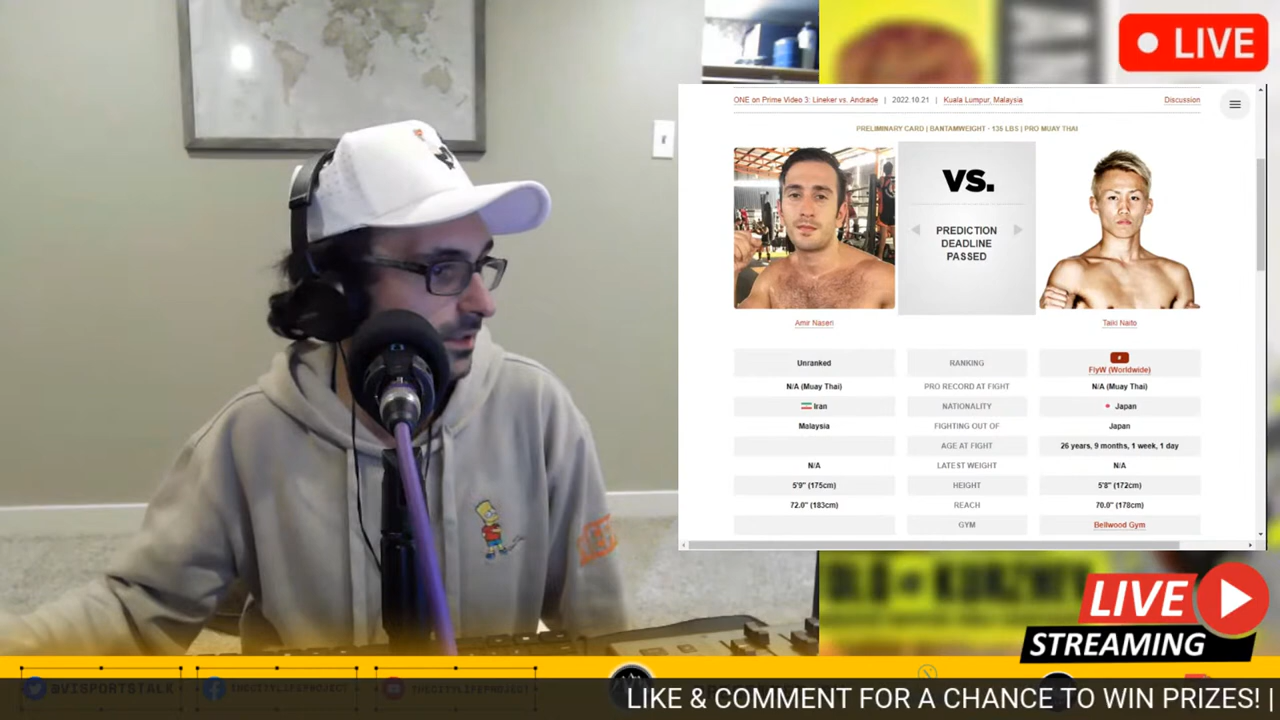 LIVE
ONE on Prime Video 3: Lineker vs. Andrade | 2022.10.21 | Kuala Lumpur, Malaysia
Discussion
PRELIMINARY CARD | BANTAMWEIGHT - 135 LBS | PRO MUAY THAI
VS.
PREDICTION
DEADLINE
PASSED
Amir Naseri
Taiki Naito
Unranked RANKING FlyW (Worldwide)
N/A (Muay Thai) PRO RECORD AT FIGHT N/A (Muay Thai)
Iran NATIONALITY Japan
Malaysia FIGHTING OUT OF Japan
AGE AT FIGHT 26 years, 9 months, 1 week, 1 day
N/A LATEST WEIGHT N/A
5'9" (175cm) HEIGHT 5'8" (172cm)
72.0" (183cm) REACH 70.0" (178cm)
GYM Bellwood Gym
LIVE
STREAMING
@VISPORTSTALK THECITYLIFEPROJECT THECITYLIFEPROJECT
LIKE & COMMENT FOR A CHANCE TO WIN PRIZES! |